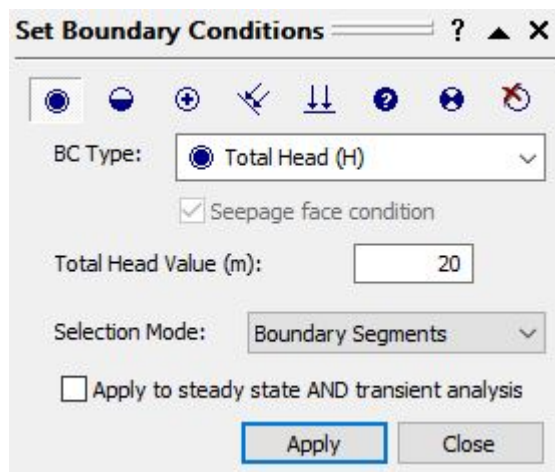 Set Boundary Conditions ? ▲ ✕
?
BC Type: Total Head (H)
Seepage face condition
Total Head Value (m): 20
Selection Mode: Boundary Segments
Apply to steady state AND transient analysis
Apply Close